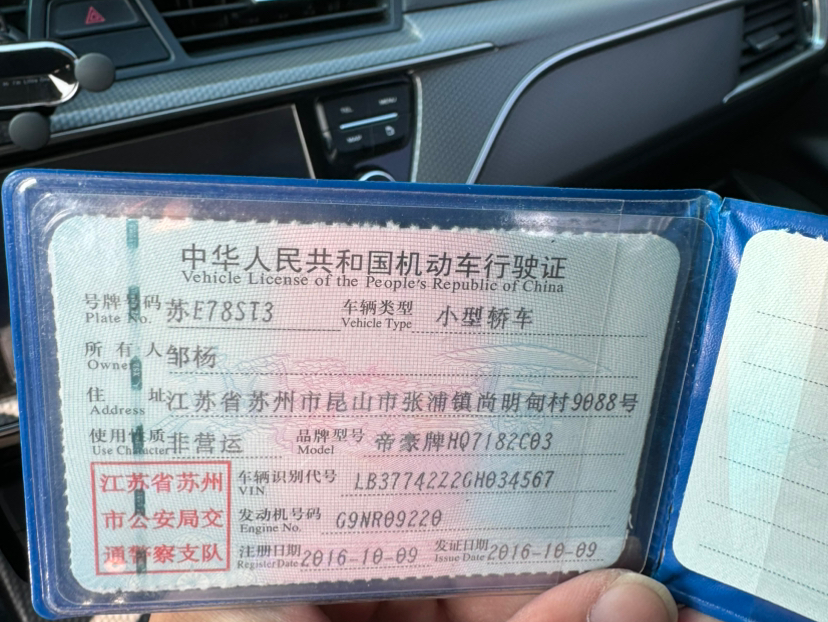 TEL
MENU
MAP
中华人民共和国机动车行驶证
Vehicle License of the People's Republic of China
号牌号码 苏E78ST3 车辆类型 小型轿车
Plate No. Vehicle Type
所有人 邹杨
Owner
住址 江苏省苏州市昆山市张浦镇尚明甸村9088号
Address
使用性质 非营运 品牌型号 帝豪牌HQ7182C03
Use Character Model
江苏省苏州
市公安局交
通警察支队
车辆识别代号 LB37742Z2GH034567
VIN
发动机号码 G9NR09220
Engine No.
注册日期 2016-10-09 发证日期 2016-10-09
Register Date Issue Date